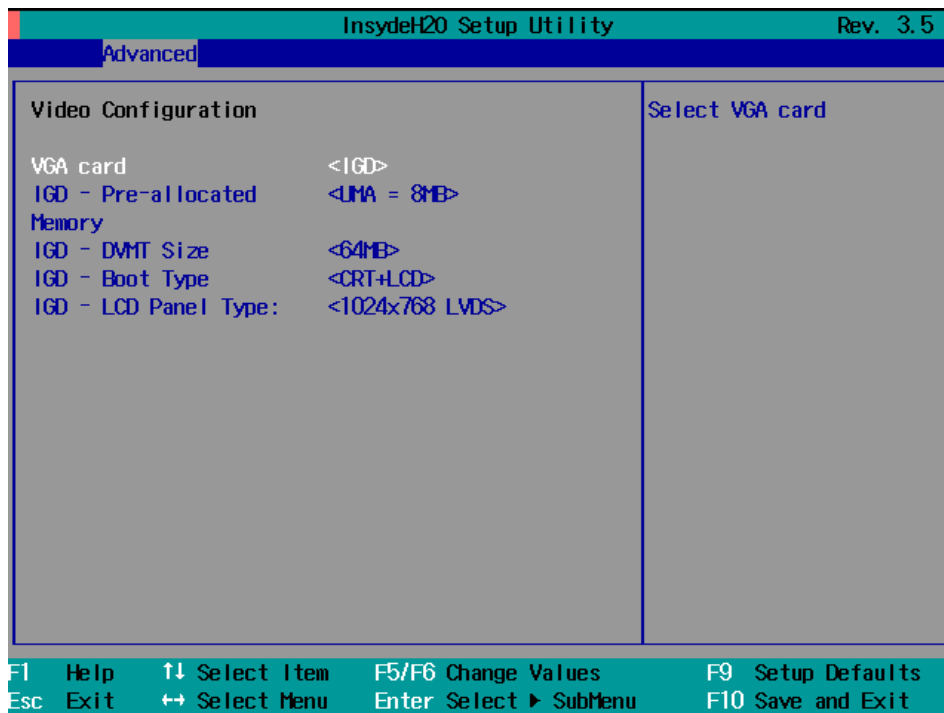 InsydeH2O Setup Utility Rev. 3.5
Advanced
Video Configuration
Select VGA card
VGA card <IGD>
IGD - Pre-allocated <UMA = 8MB>
Memory
IGD - DVMT Size <64MB>
IGD - Boot Type <CRT+LCD>
IGD - LCD Panel Type: <1024x768 LVDS>
F1 Help ↑↓ Select Item F5/F6 Change Values F9 Setup Defaults
Esc Exit ↔ Select Menu Enter Select ▶ SubMenu F10 Save and Exit